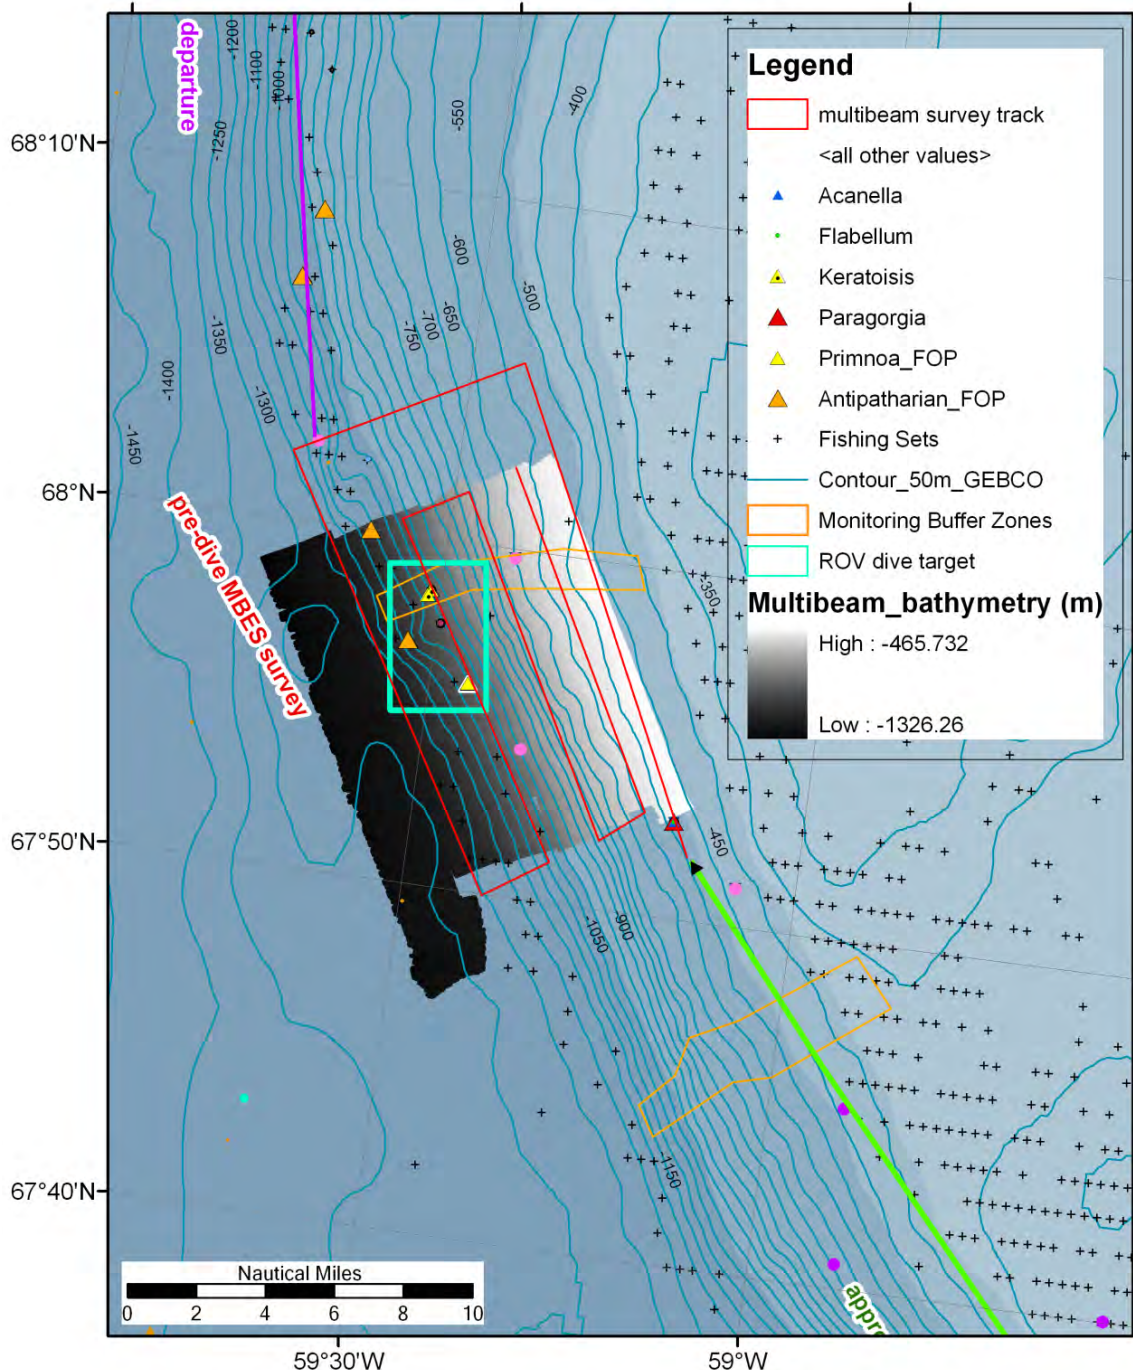 departure
-1200
-1100
-1000
-1250
-550
-400
68°10'N
-600
-500
-650
-700
-750
-1350
-1400
-1300
-1450
68°N
pre-dive MBES survey
-350
Legend
multibeam survey track
<all other values>
Acanella
Flabellum
Keratoisis
Paragorgia
Primnoa_FOP
Antipatharian_FOP
Fishing Sets
Contour_50m_GEBCO
Monitoring Buffer Zones
ROV dive target
Multibeam_bathymetry (m)
High : -465.732
Low : -1326.26
67°50'N
-450
-900
-1050
-1150
67°40'N
Nautical Miles
0 2 4 6 8 10
appro
59°30'W
59°W